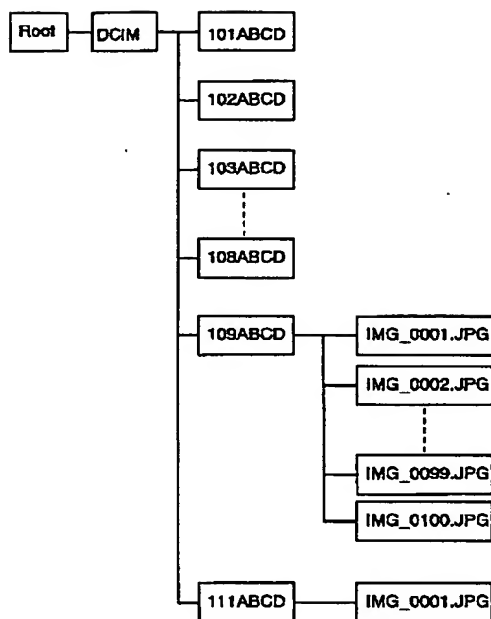 Root
DCIM
101ABCD
102ABCD
103ABCD
108ABCD
109ABCD
IMG_0001.JPG
IMG_0002.JPG
IMG_0099.JPG
IMG_0100.JPG
111ABCD
IMG_0001.JPG